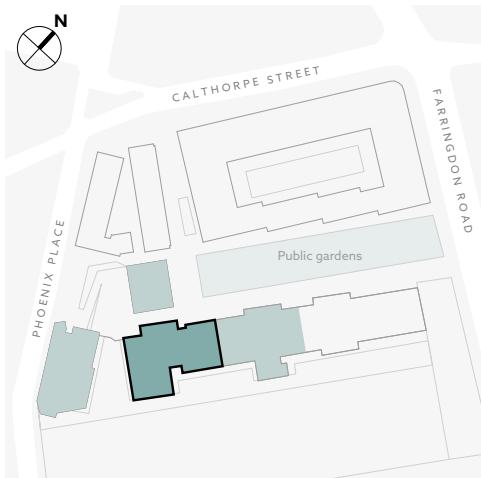 N
CALTHORPE STREET
FARRINGDON ROAD
PHOENIX PLACE
Public gardens